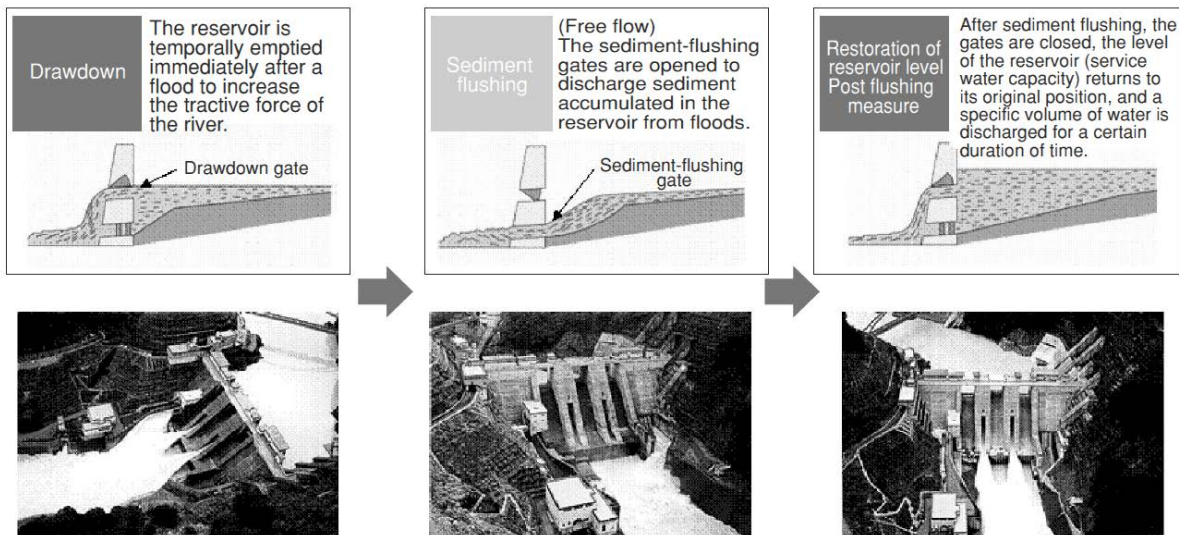 Drawdown
The reservoir is
temporally emptied
immediately after a
flood to increase
the tractive force of
the river.
Drawdown gate
Sediment
flushing
(Free flow)
The sediment-flushing
gates are opened to
discharge sediment
accumulated in the
reservoir from floods.
Sediment-flushing
gate
Restoration of
reservoir level
Post flushing
measure
After sediment flushing, the
gates are closed, the level
of the reservoir (service
water capacity) returns to
its original position, and a
specific volume of water is
discharged for a certain
duration of time.